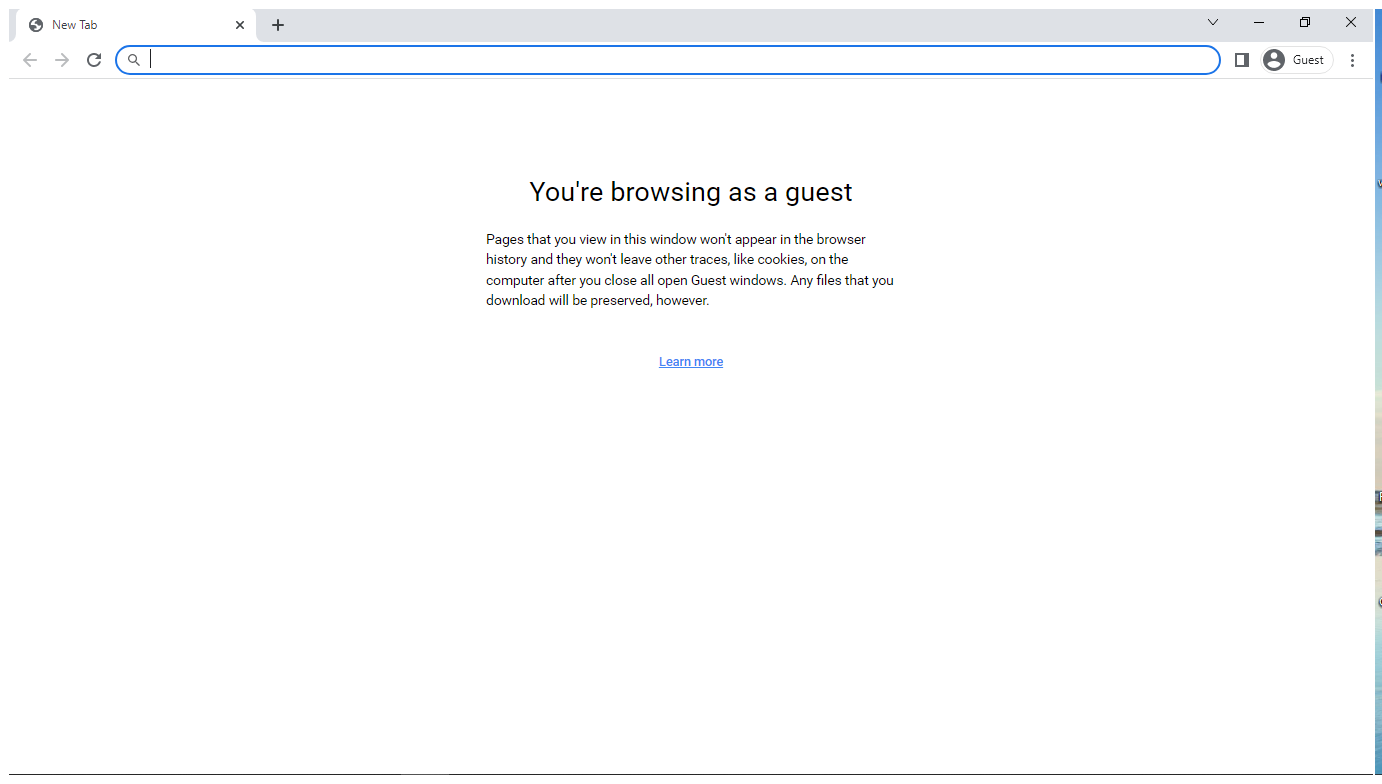 New Tab
Guest
You're browsing as a guest
Pages that you view in this window won't appear in the browser
history and they won't leave other traces, like cookies, on the
computer after you close all open Guest windows. Any files that you
download will be preserved, however.
Learn more